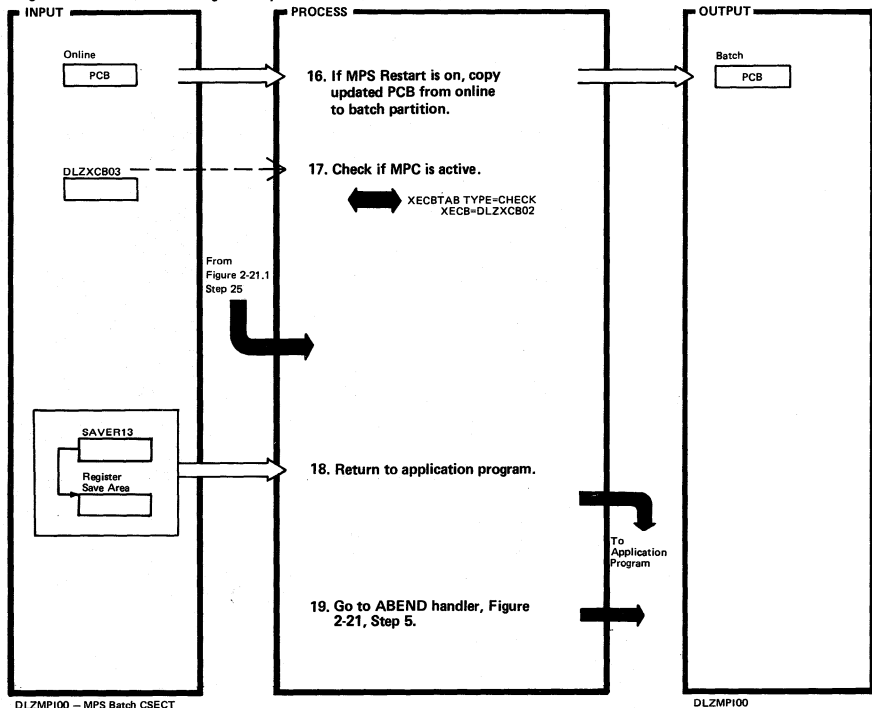 INPUT
PROCESS
OUTPUT
Online
PCB
16. If MPS Restart is on, copy
updated PCB from online
to batch partition.
Batch
PCB
DLZXCB03
17. Check if MPC is active.
XECBTAB TYPE=CHECK
XECB=DLZXCB02
From
Figure 2-21.1
Step 25
SAVER13
Register
Save Area
18. Return to application program.
To
Application
Program
19. Go to ABEND handler, Figure
2-21, Step 5.
DLZMPI00 – MPS Batch CSECT
DLZMPI00